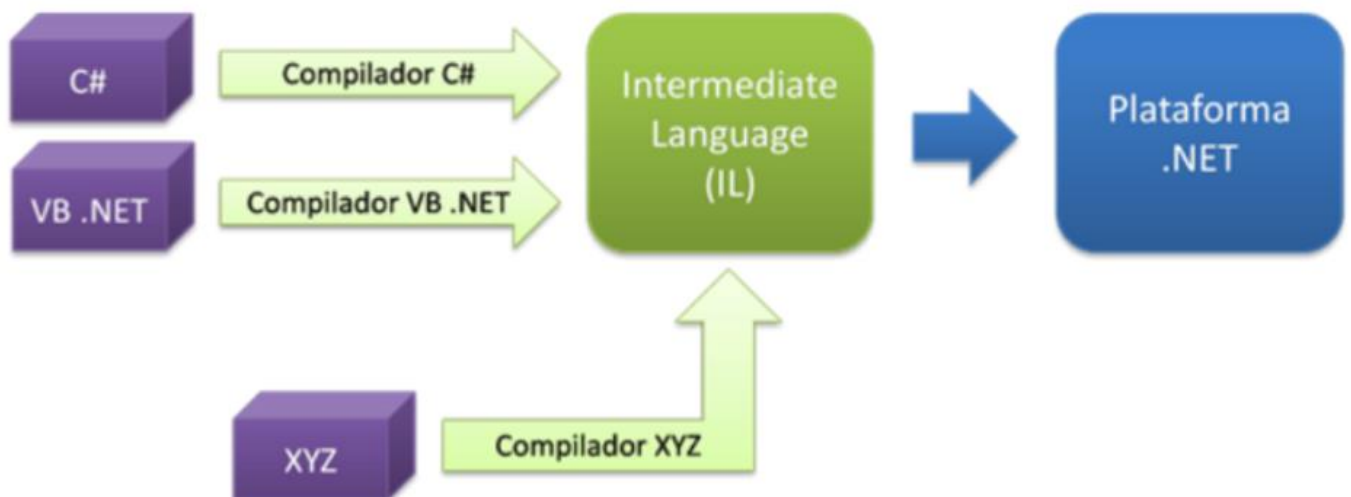 C#
Compilador C#
Intermediate
Language
(IL)
Plataforma
.NET
VB .NET
Compilador VB .NET
XYZ
Compilador XYZ